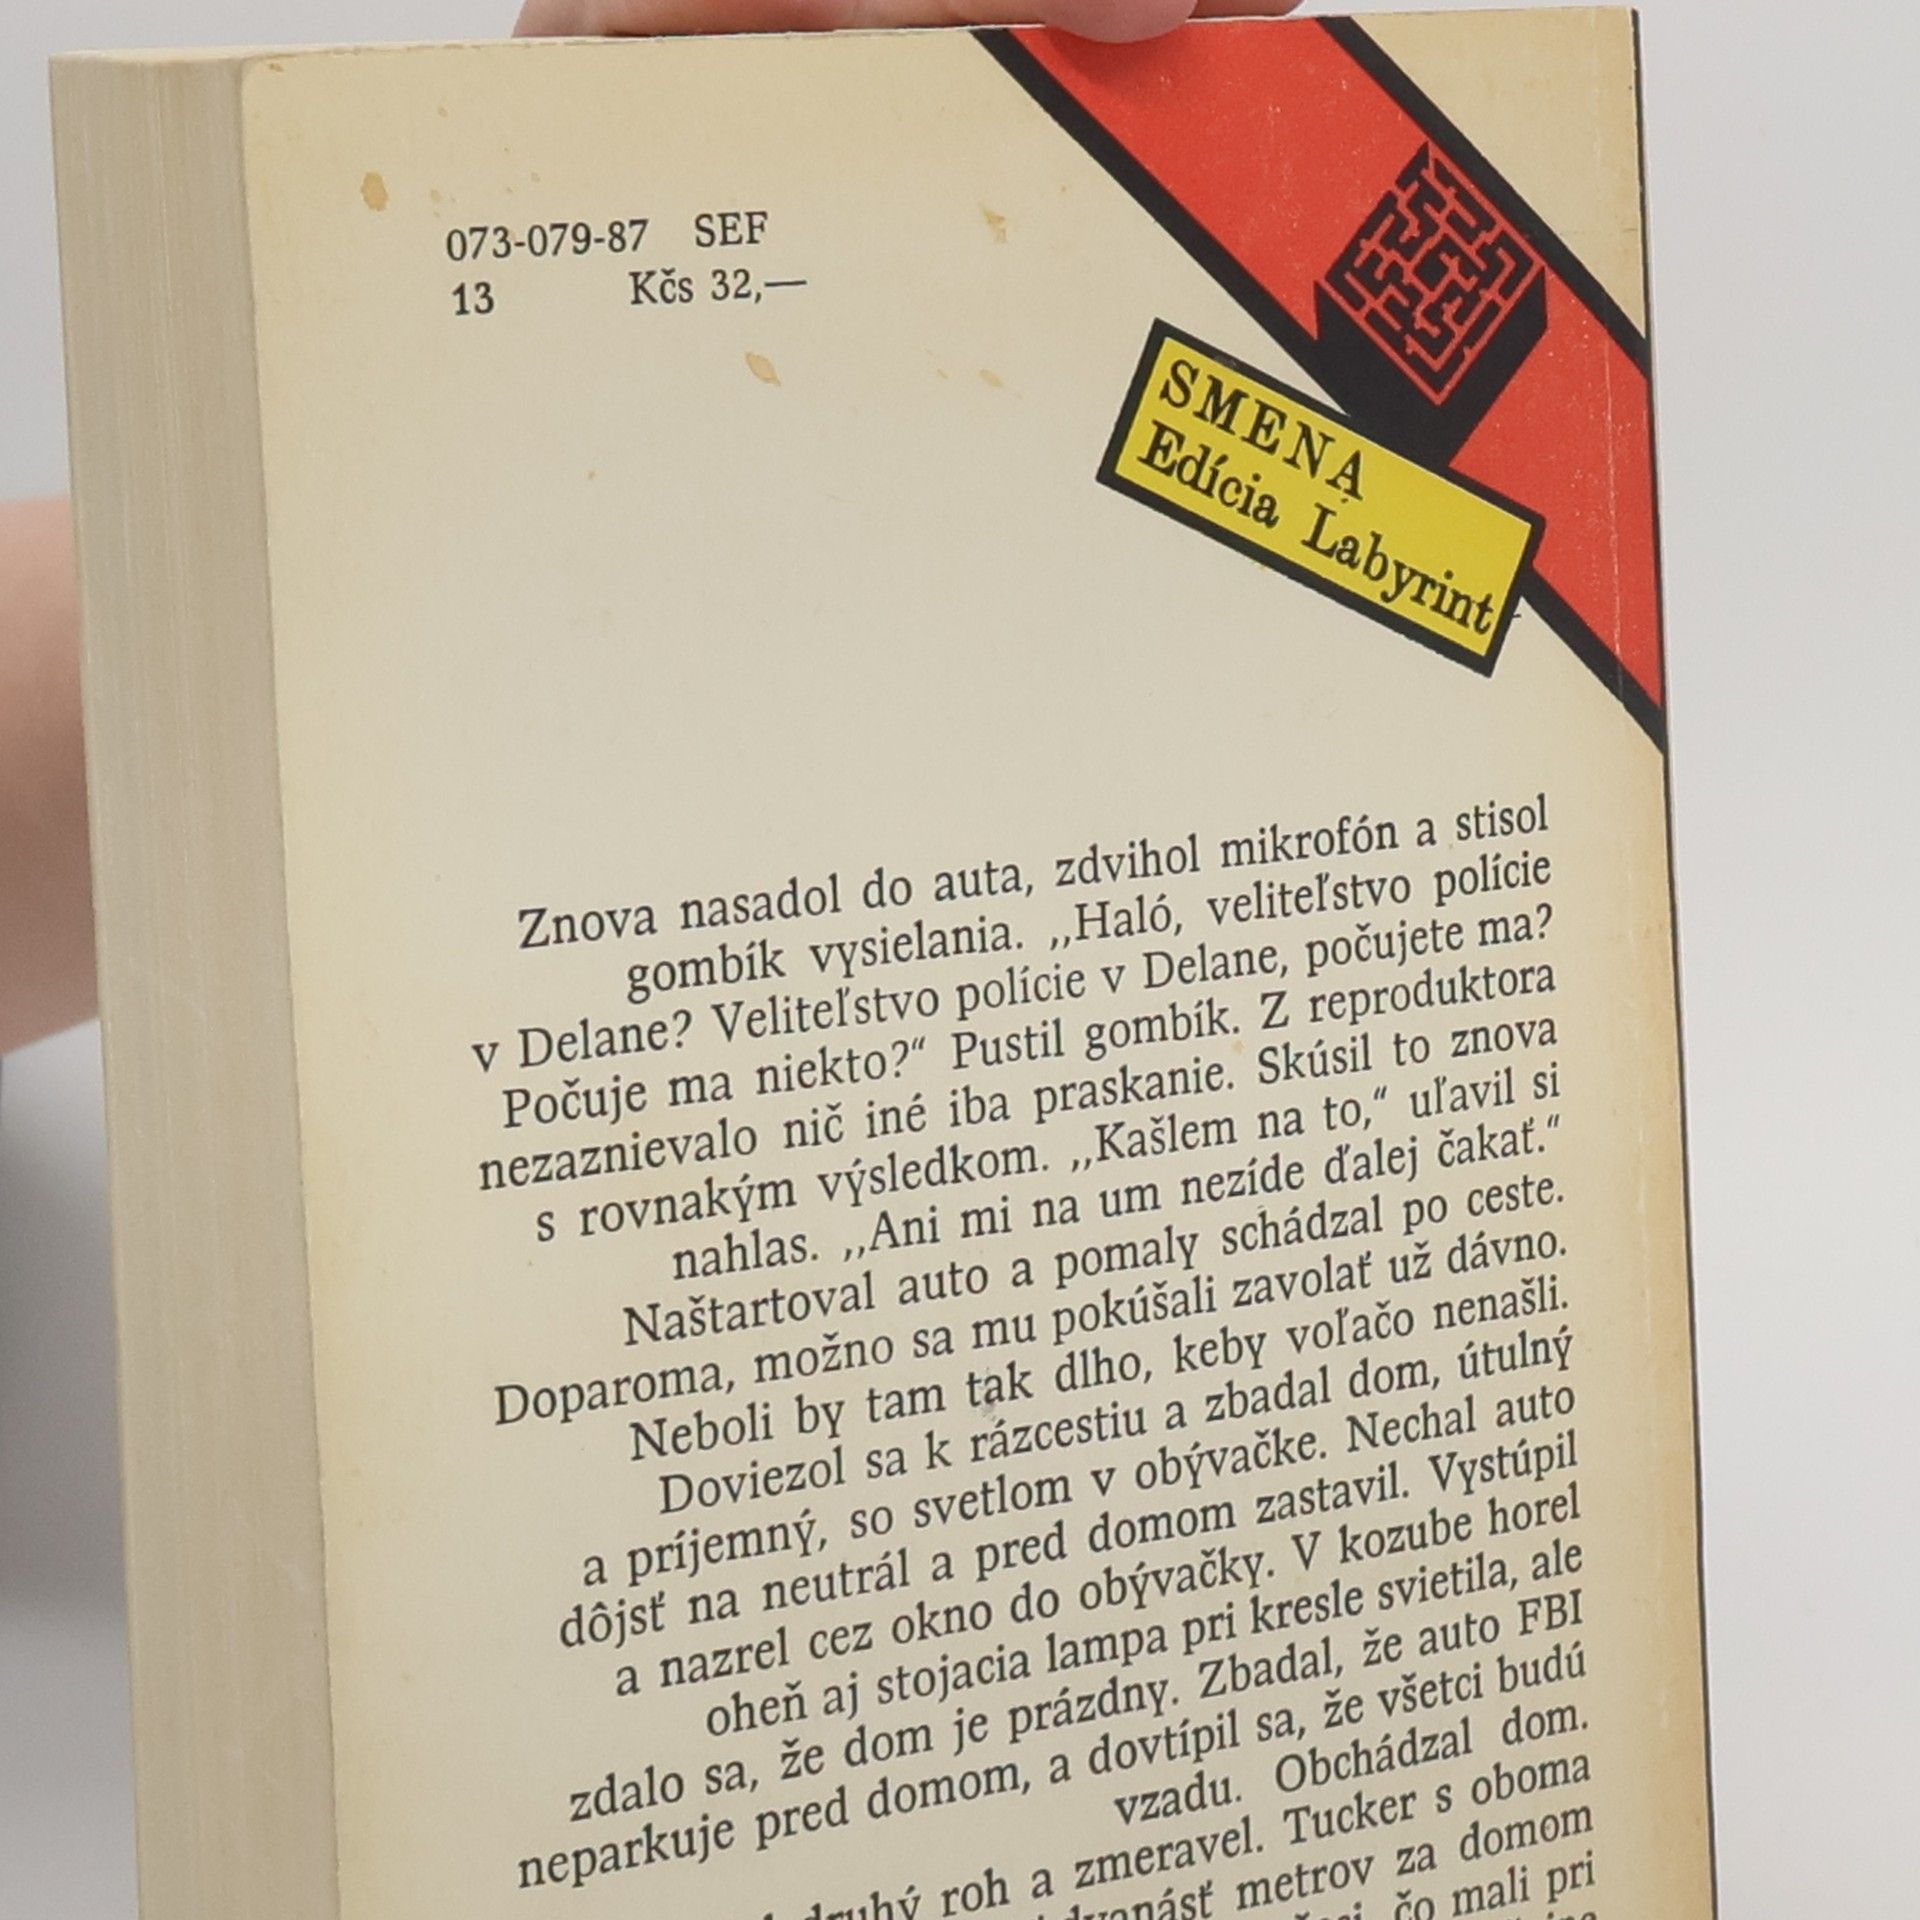 073-079-87 SEF
13 Kčs 32,—
SMENA
Edícia Labyrint
Znova nasadol do auta, zdvihol mikrofón a stisol
gombík vysielania. ,,Haló, veliteľstvo polície
v Delane? Veliteľstvo polície v Delane, počujete ma?
Počuje ma niekto?“ Pustil gombík. Z reproduktora
nezaznievalo nič iné iba praskanie. Skúsil to znova
s rovnakým výsledkom. ,,Kašlem na to,“ uľavil si
nahlas. ,,Ani mi na um nezíde ďalej čakať.“
Naštartoval auto a pomaly schádzal po ceste.
Doparoma, možno sa mu pokúšali zavolať už dávno.
Neboli by tam tak dlho, keby voľačo nenašli.
Doviezol sa k rázcestiu a zbadal dom, útulný
a príjemný, so svetlom v obývačke. Nechal auto
dôjsť na neutrál a pred domom zastavil. Vystúpil
a nazrel cez okno do obývačky. V kozube horel
oheň aj stojacia lampa pri kresle svietila, ale
zdalo sa, že dom je prázdny. Zbadal, že auto FBI
neparkuje pred domom, a dovtípil sa, že všetci budú
vzadu. Obchádzal dom.
druhý roh a zmeravel. Tucker s oboma
metrov za domom
čo mali pri